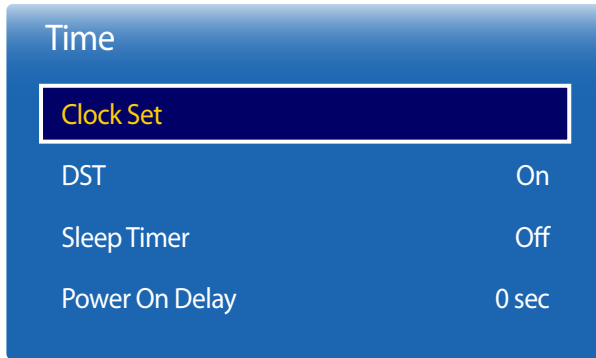 Time
Clock Set
DST On
Sleep Timer Off
Power On Delay 0 sec